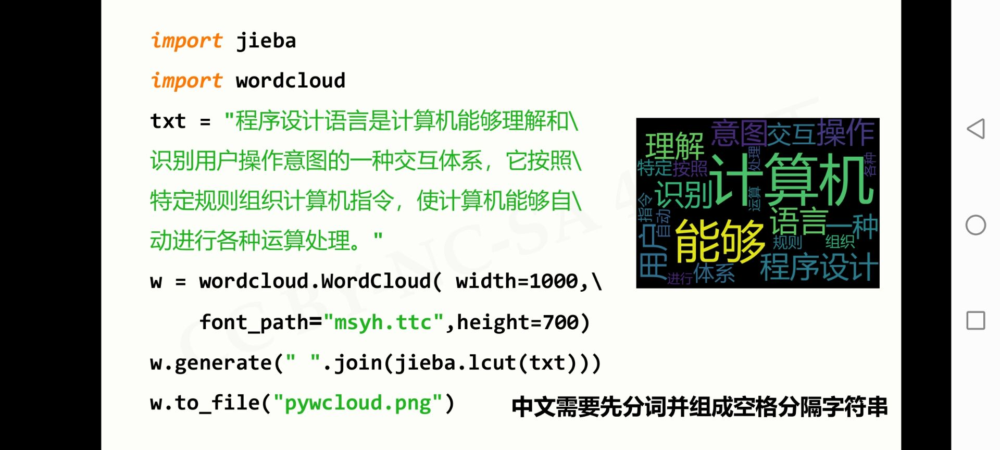 import jieba
import wordcloud
txt = "程序设计语言是计算机能够理解和\
识别用户操作意图的一种交互体系，它按照\
特定规则组织计算机指令，使计算机能够自\
动进行各种运算处理。"
w = wordcloud.WordCloud( width=1000,\
font_path="msyh.ttc",height=700)
w.generate(" ".join(jieba.lcut(txt)))
w.to_file("pywcloud.png")
中文需要先分词并组成空格分隔字符串
意图
交互
操作
理解
处理
特定
按照
计算机
各种
识别
运算
指令
自动
语言
一种
能够
用户
规则
组织
程序设计
进行
体系
CC BY-NC-SA 4